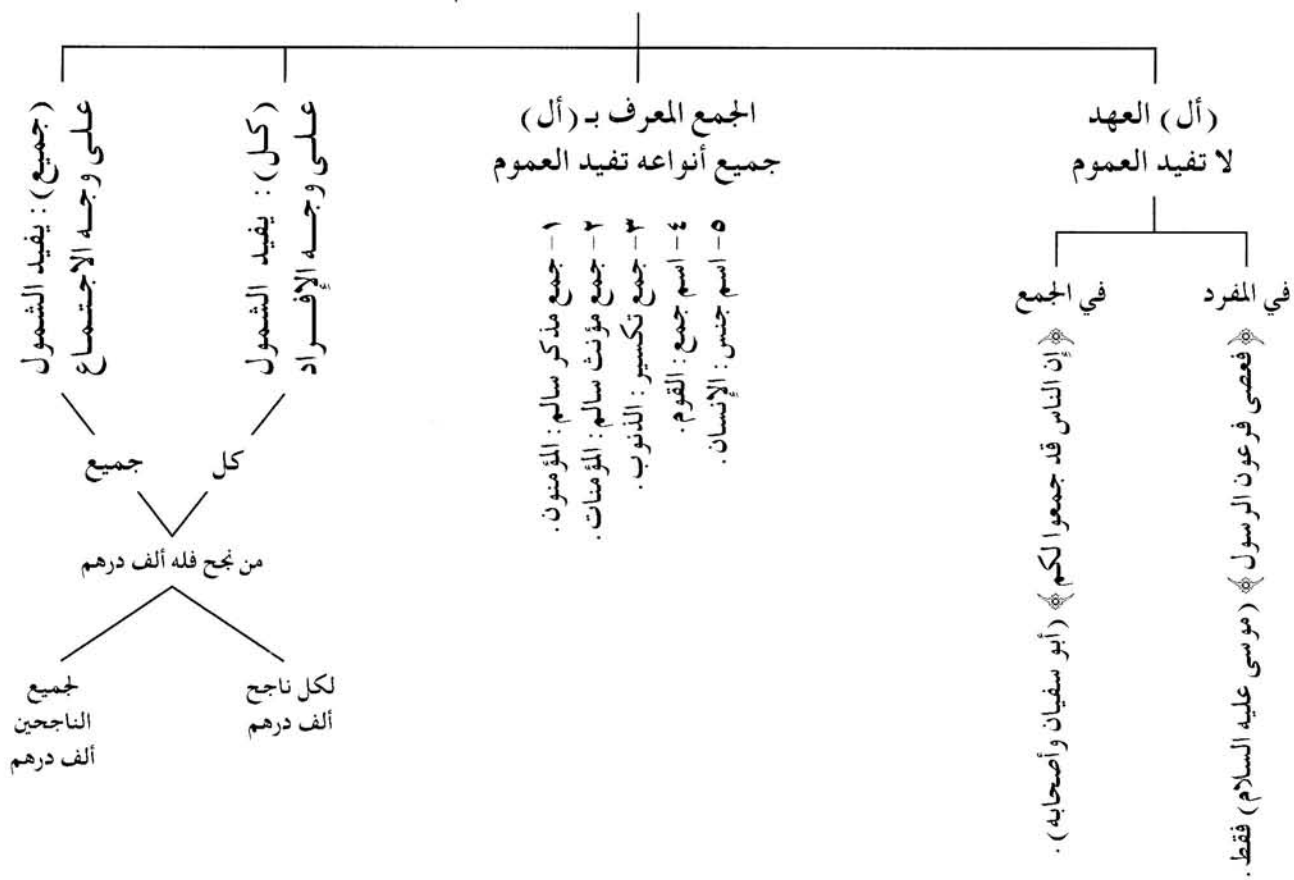 (أل) العهد
لا تفيد العموم
في المفرد
﴿فعصى فرعون الرسول﴾ (موسى عليه السلام) فقط.
في الجمع
﴿إن الناس قد جمعوا لكم﴾ (أبو سفيان وأصحابه).
الجمع المعرف بـ (أل)
جميع أنواعه تفيد العموم
١- جمع مذكر سالم: المؤمنون.
٢- جمع مؤنث سالم: المؤمنات.
٣- جمع تكسير: الذنوب.
٤- اسم جمع: القوم.
٥- اسم جنس: الإنسان.
(كل): يفيد الشمول
على وجه الإفراد
(جميع): يفيد الشمول
على وجه الاجتماع
كل
جميع
من نجح فله ألف درهم
لكل ناجح
ألف درهم
لجميع
الناجحين
ألف درهم